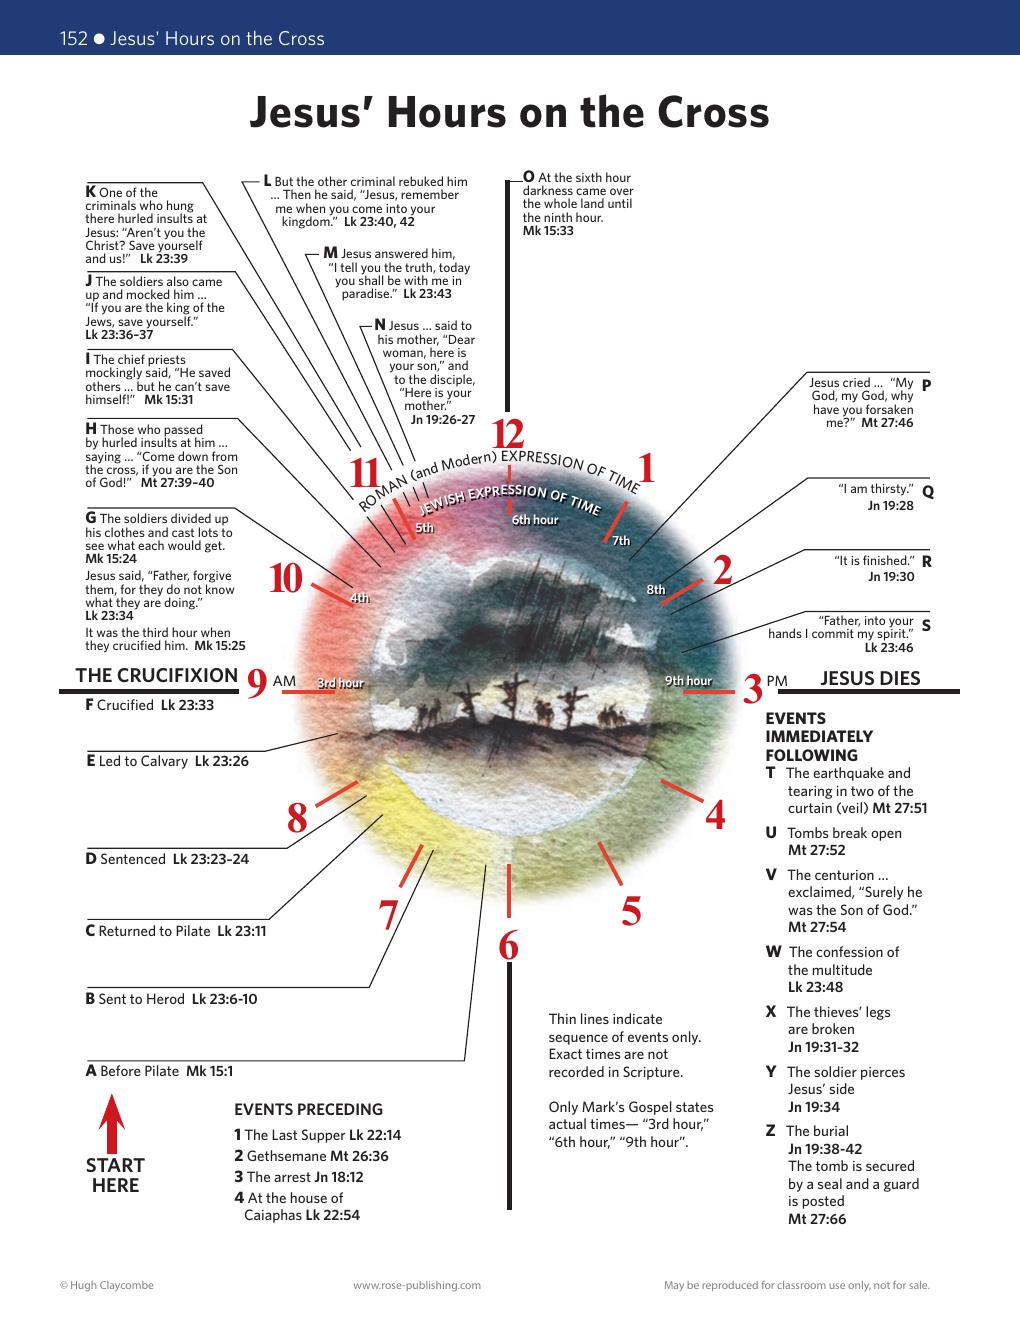 152 ● Jesus' Hours on the Cross
Jesus’ Hours on the Cross
K One of the
criminals who hung
there hurled insults at
Jesus: “Aren’t you the
Christ? Save yourself
and us!” Lk 23:39
J The soldiers also came
up and mocked him ...
“If you are the king of the
Jews, save yourself.”
Lk 23:36–37
I The chief priests
mockingly said, “He saved
others ... but he can’t save
himself!” Mk 15:31
H Those who passed
by hurled insults at him ...
saying ... “Come down from
the cross, if you are the Son
of God!” Mt 27:39–40
G The soldiers divided up
his clothes and cast lots to
see what each would get.
Mk 15:24
Jesus said, “Father, forgive
them, for they do not know
what they are doing.”
Lk 23:34
It was the third hour when
they crucified him. Mk 15:25
L But the other criminal rebuked him
... Then he said, “Jesus, remember
me when you come into your
kingdom.” Lk 23:40, 42
M Jesus answered him,
“I tell you the truth, today
you shall be with me in
paradise.” Lk 23:43
N Jesus ... said to
his mother, “Dear
woman, here is
your son,” and
to the disciple,
“Here is your
mother.”
Jn 19:26-27
O At the sixth hour
darkness came over
the whole land until
the ninth hour.
Mk 15:33
P
Jesus cried ... “My
God, my God, why
have you forsaken
me?” Mt 27:46
“I am thirsty.” Q
Jn 19:28
“It is finished.” R
Jn 19:30
“Father, into your
hands I commit my spirit.” S
Lk 23:46
ROMAN (and Modern) EXPRESSION OF TIME
JEWISH EXPRESSION OF TIME
12
11
1
10
2
9 AM
3 PM
8
4
7
5
6
6th hour
5th
7th
4th
8th
3rd hour
9th hour
THE CRUCIFIXION
JESUS DIES
F Crucified Lk 23:33
E Led to Calvary Lk 23:26
D Sentenced Lk 23:23–24
C Returned to Pilate Lk 23:11
B Sent to Herod Lk 23:6-10
A Before Pilate Mk 15:1
START
HERE
EVENTS PRECEDING
1 The Last Supper Lk 22:14
2 Gethsemane Mt 26:36
3 The arrest Jn 18:12
4 At the house of
Caiaphas Lk 22:54
Thin lines indicate
sequence of events only.
Exact times are not
recorded in Scripture.
Only Mark’s Gospel states
actual times— “3rd hour,”
“6th hour,” “9th hour”.
EVENTS
IMMEDIATELY
FOLLOWING
T The earthquake and
tearing in two of the
curtain (veil) Mt 27:51
U Tombs break open
Mt 27:52
V The centurion ...
exclaimed, “Surely he
was the Son of God.”
Mt 27:54
W The confession of
the multitude
Lk 23:48
X The thieves’ legs
are broken
Jn 19:31–32
Y The soldier pierces
Jesus’ side
Jn 19:34
Z The burial
Jn 19:38-42
The tomb is secured
by a seal and a guard
is posted
Mt 27:66
© Hugh Claycombe
www.rose-publishing.com
May be reproduced for classroom use only, not for sale.